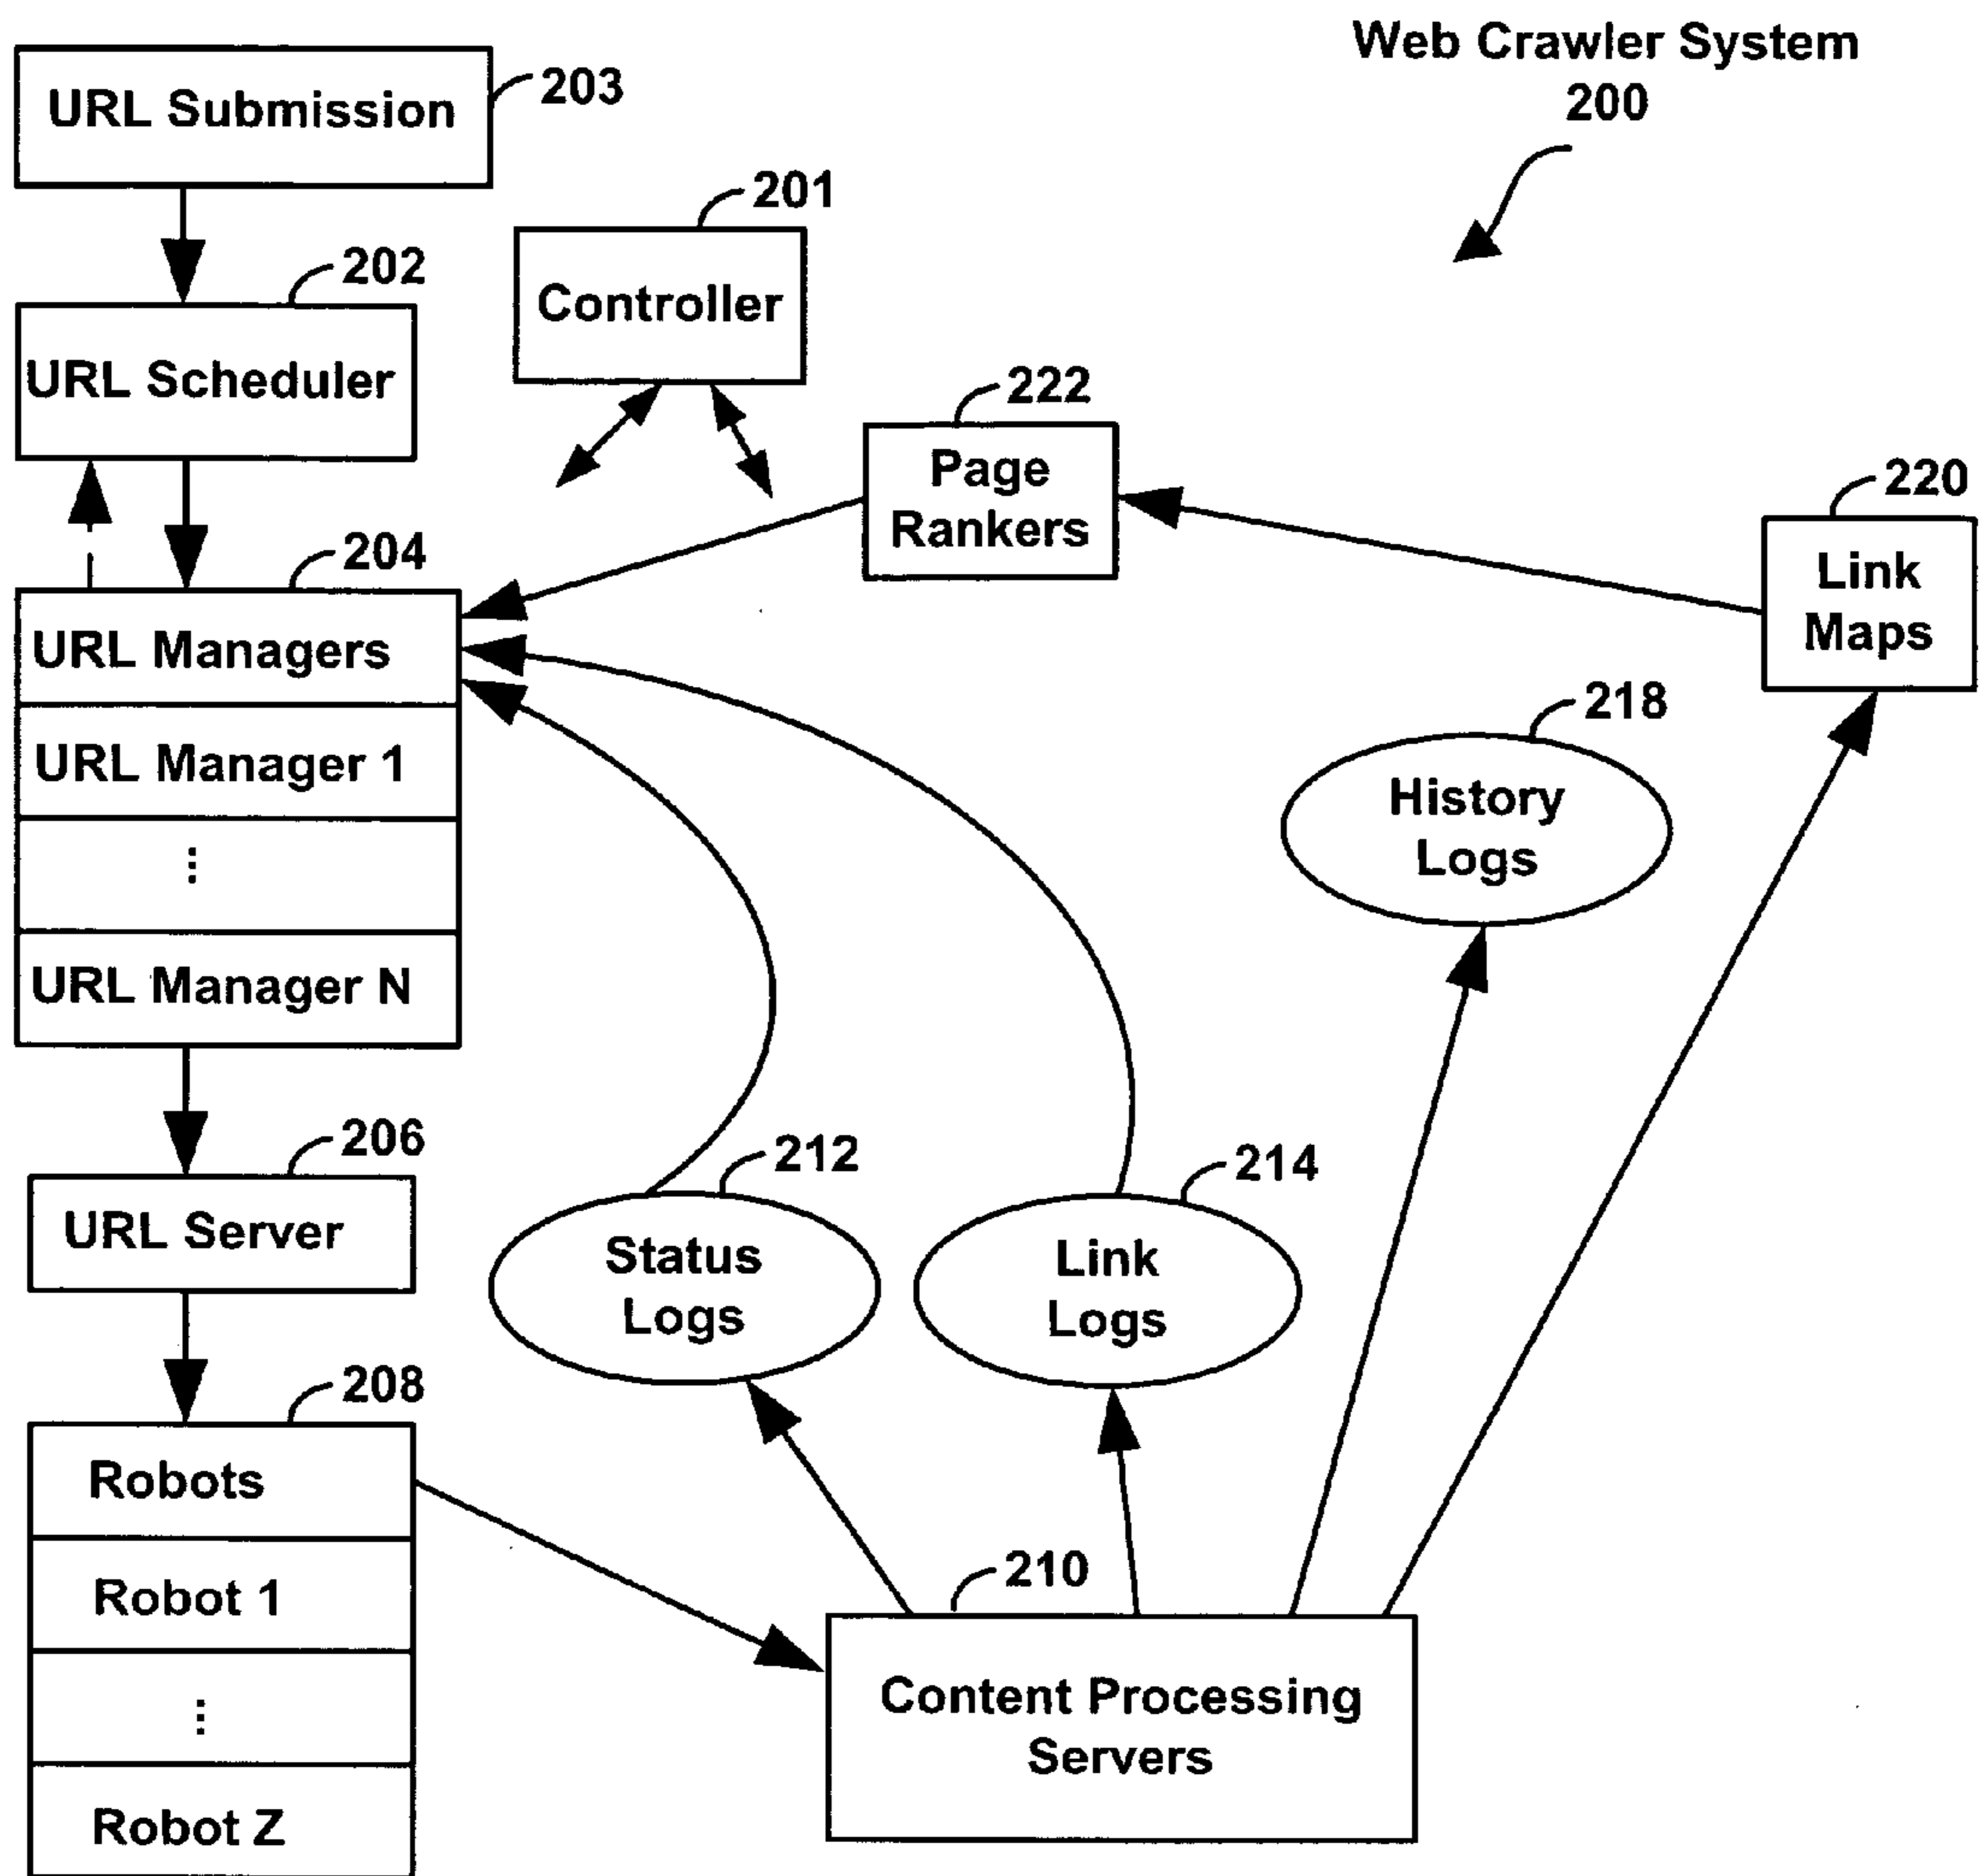 Web Crawler System
200
URL Submission
203
201
Controller
202
URL Scheduler
222
Page
Rankers
220
Link
Maps
204
URL Managers
URL Manager 1
⋮
URL Manager N
218
History
Logs
206
URL Server
212
Status
Logs
214
Link
Logs
208
Robots
Robot 1
⋮
Robot Z
210
Content Processing
Servers